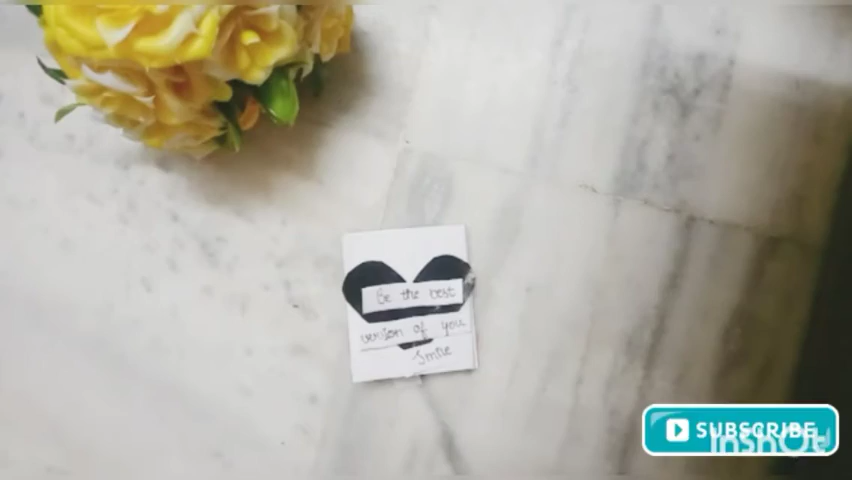 Be the best
version of you
Smile
SUBSCRIBE
InShOt